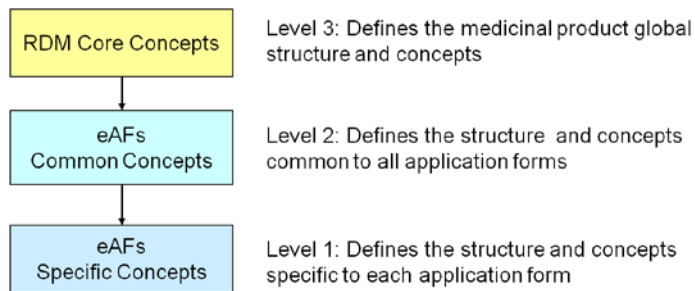 RDM Core Concepts
Level 3: Defines the medicinal product global
structure and concepts
eAFs
Common Concepts
Level 2: Defines the structure and concepts
common to all application forms
eAFs
Specific Concepts
Level 1: Defines the structure and concepts
specific to each application form